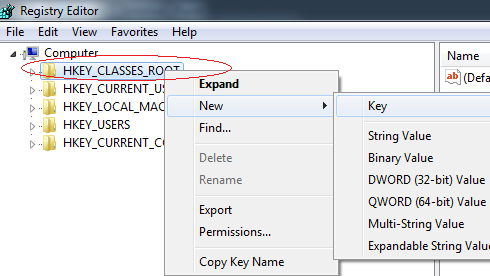 Registry Editor
File Edit View Favorites Help
Computer
HKEY_CLASSES_ROOT
HKEY_CURRENT_US
HKEY_LOCAL_MAC
HKEY_USERS
HKEY_CURRENT_CO
Expand
New
Find...
Delete
Rename
Export
Permissions...
Copy Key Name
Key
String Value
Binary Value
DWORD (32-bit) Value
QWORD (64-bit) Value
Multi-String Value
Expandable String Value
Name
ab (Defa